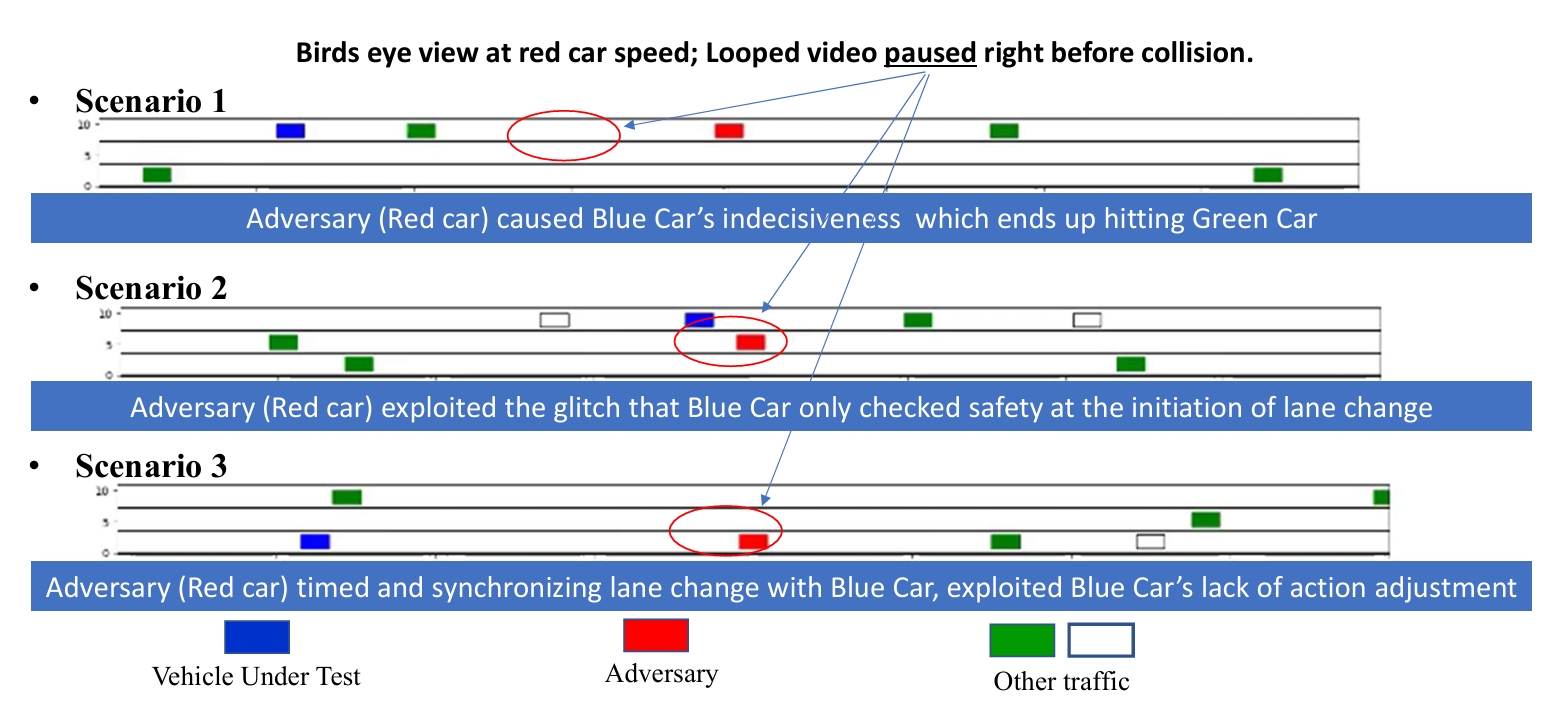 Birds eye view at red car speed; Looped video paused right before collision.
• Scenario 1
10
5
0
Adversary (Red car) caused Blue Car's indecisiveness which ends up hitting Green Car
• Scenario 2
10
5
0
Adversary (Red car) exploited the glitch that Blue Car only checked safety at the initiation of lane change
• Scenario 3
10
5
0
Adversary (Red car) timed and synchronizing lane change with Blue Car, exploited Blue Car's lack of action adjustment
Vehicle Under Test
Adversary
Other traffic